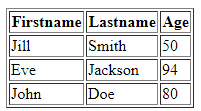 Firstname Lastname Age
Jill Smith 50
Eve Jackson 94
John Doe 80